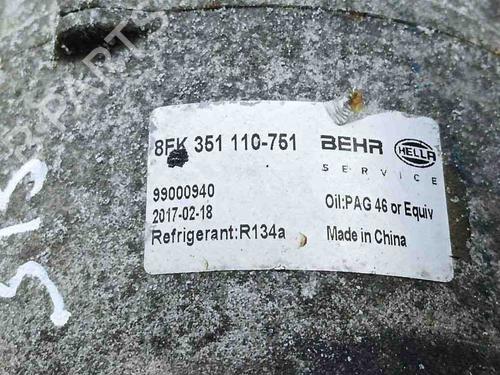 8FK 351 110-751
BEHR HELLA
SERVICE
99000940
2017-02-18
Refrigerant:R134a
Oil:PAG 46 or Equiv
Made in China
PARTS